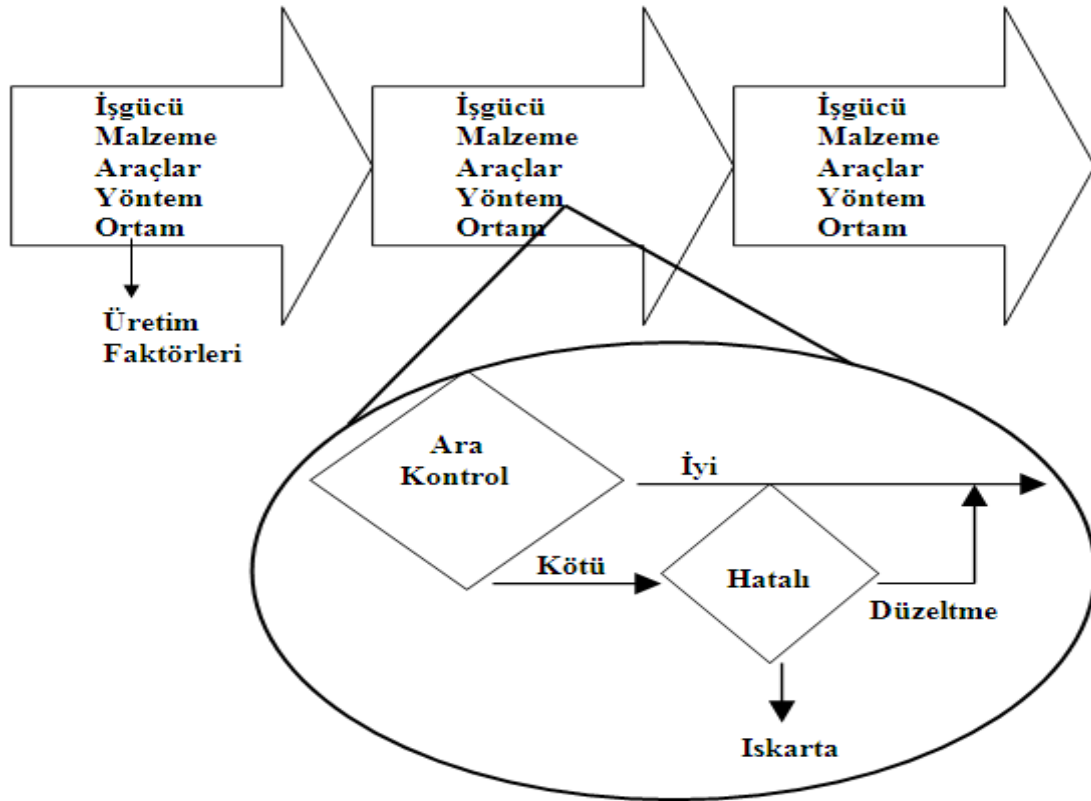 İşgücü
Malzeme
Araçlar
Yöntem
Ortam
Üretim
Faktörleri
İşgücü
Malzeme
Araçlar
Yöntem
Ortam
İşgücü
Malzeme
Araçlar
Yöntem
Ortam
Ara
Kontrol
İyi
Kötü
Hatalı
Düzeltme
Iskarta